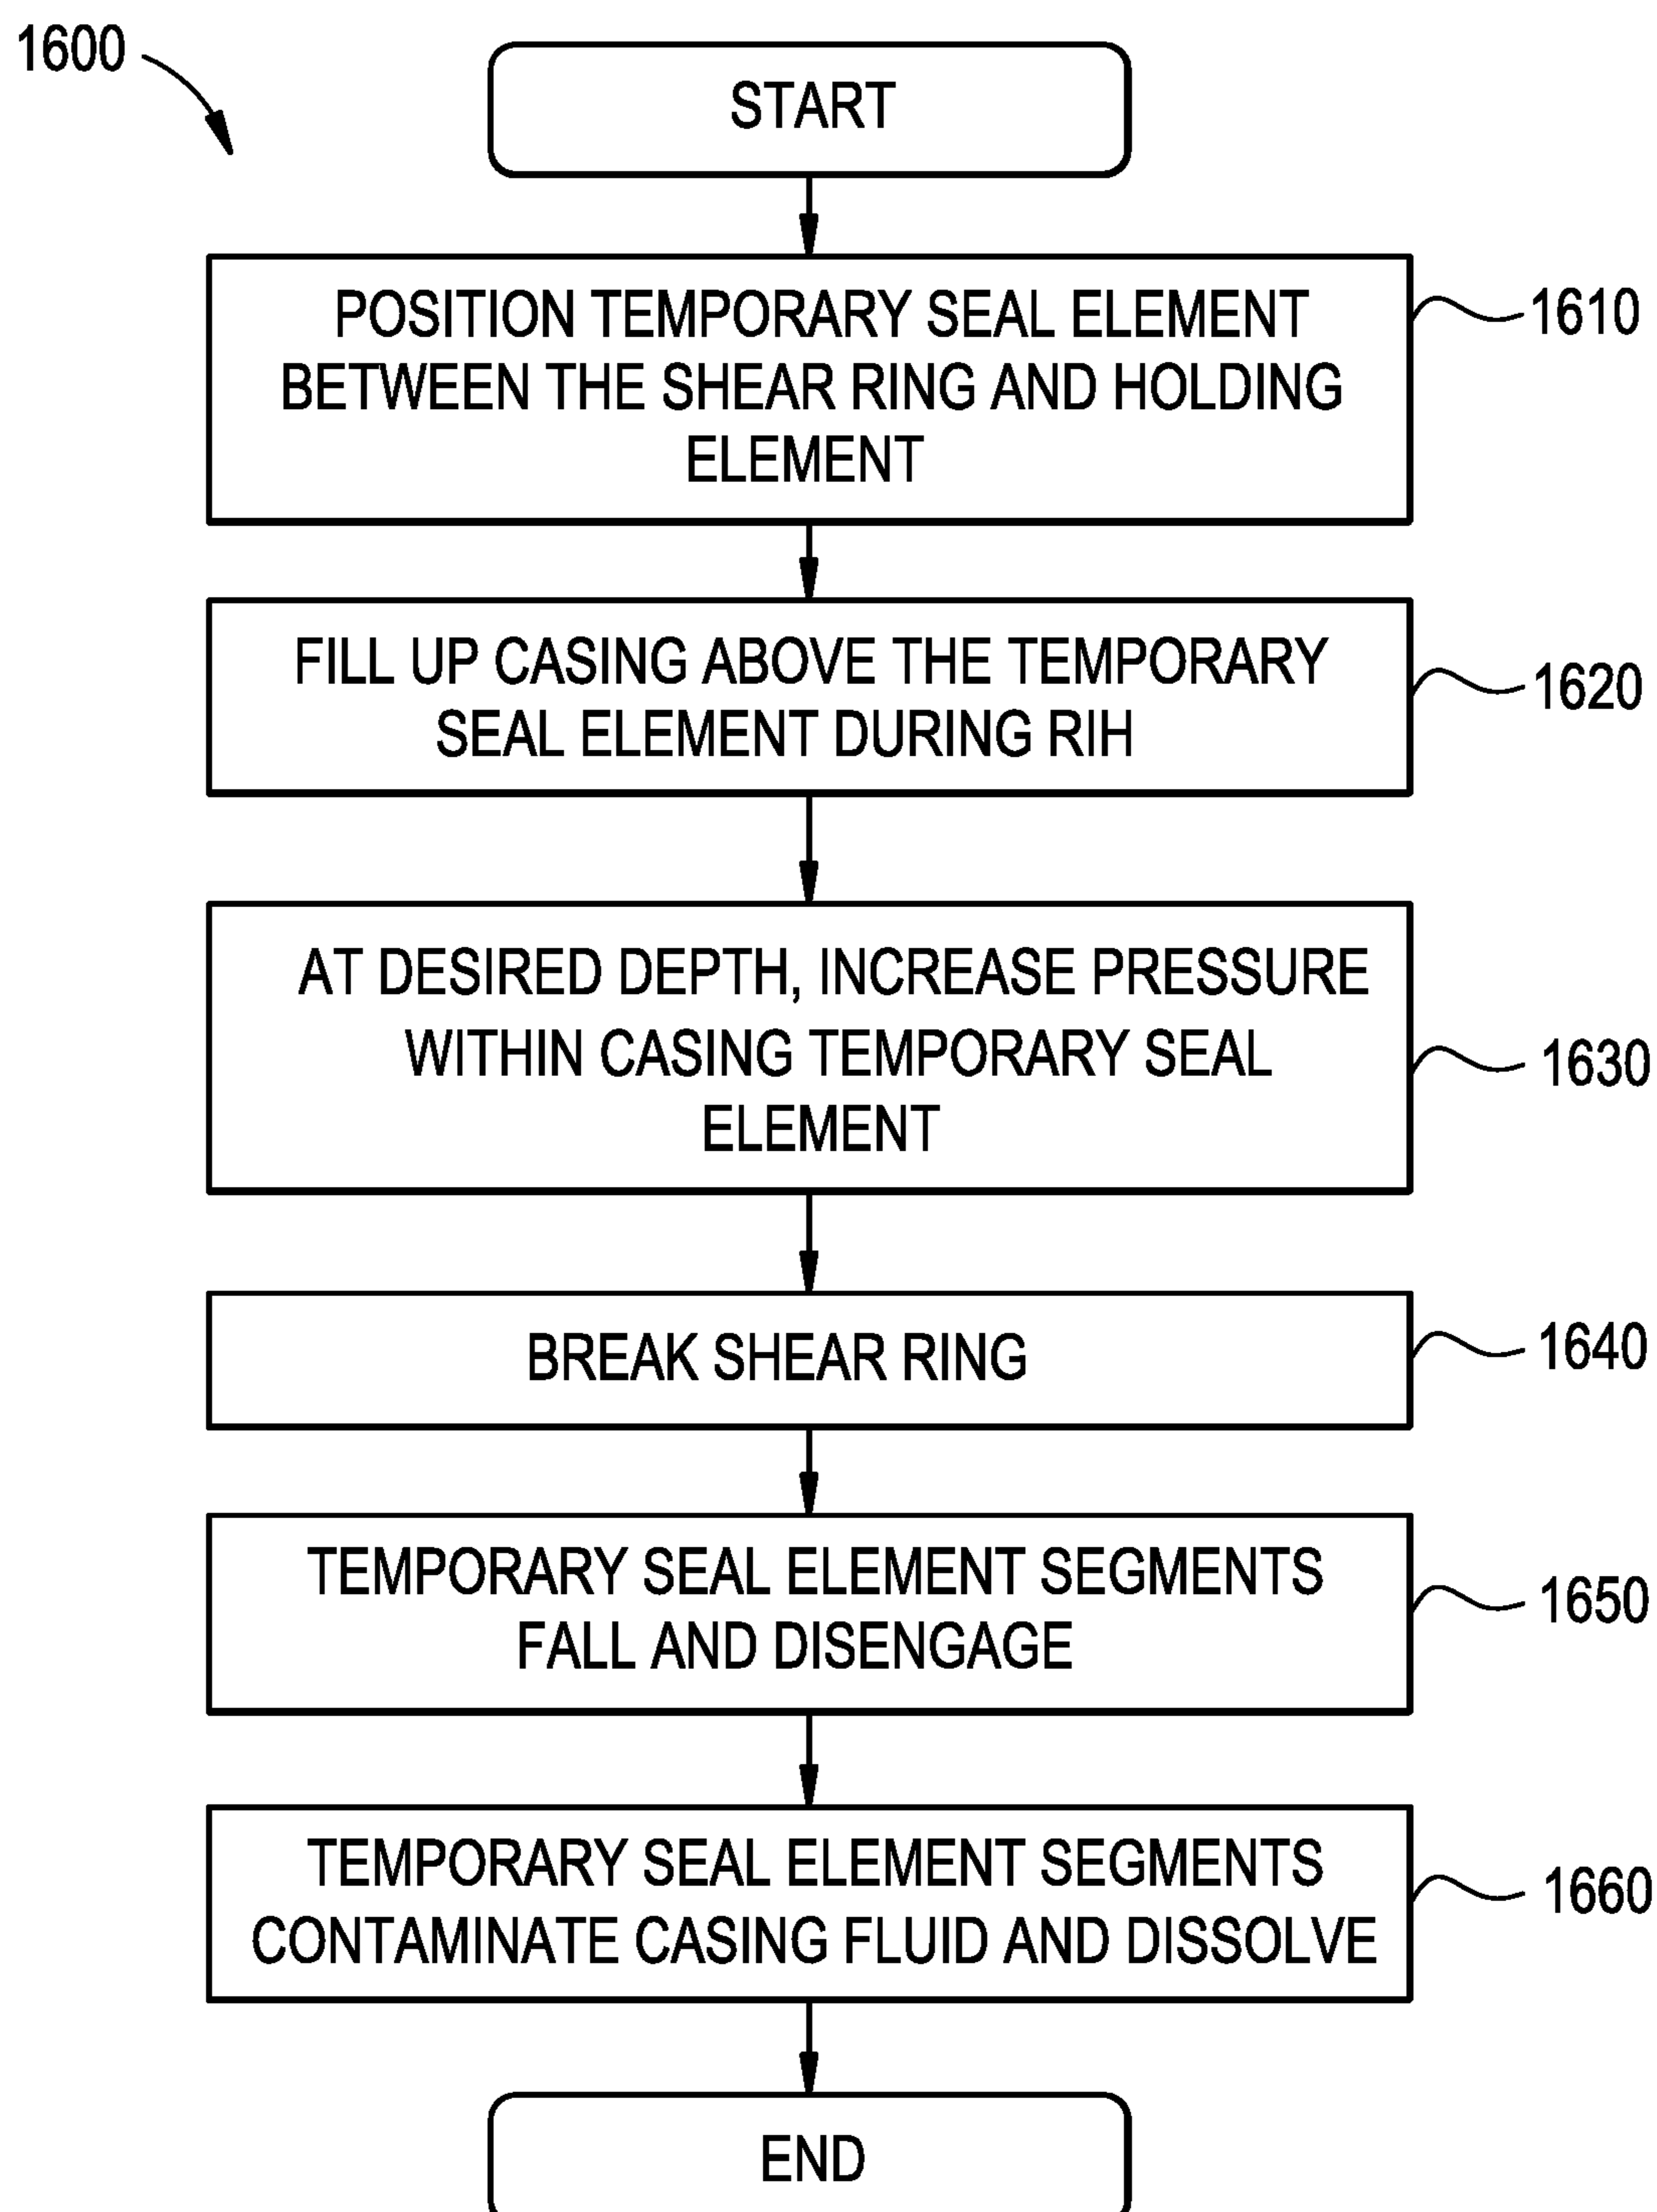 1600
START
POSITION TEMPORARY SEAL ELEMENT
BETWEEN THE SHEAR RING AND HOLDING
ELEMENT
1610
FILL UP CASING ABOVE THE TEMPORARY
SEAL ELEMENT DURING RIH
1620
AT DESIRED DEPTH, INCREASE PRESSURE
WITHIN CASING TEMPORARY SEAL
ELEMENT
1630
BREAK SHEAR RING
1640
TEMPORARY SEAL ELEMENT SEGMENTS
FALL AND DISENGAGE
1650
TEMPORARY SEAL ELEMENT SEGMENTS
CONTAMINATE CASING FLUID AND DISSOLVE
1660
END